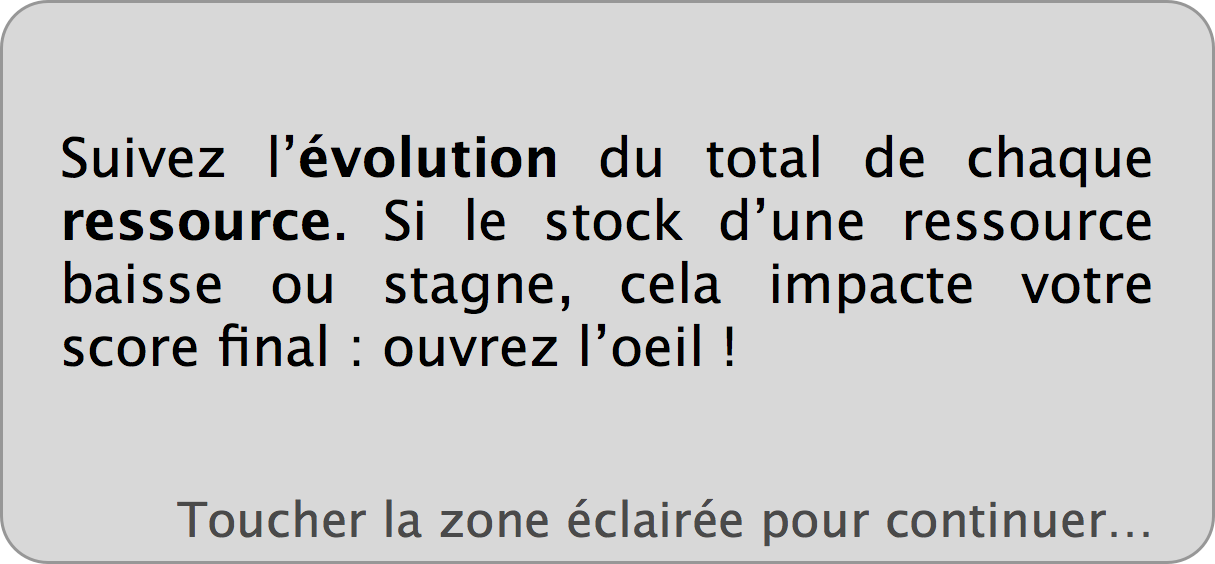 Suivez l’évolution du total de chaque
ressource. Si le stock d’une ressource
baisse ou stagne, cela impacte votre
score final : ouvrez l’oeil !
Toucher la zone éclairée pour continuer...